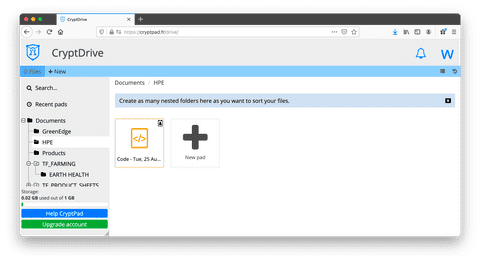 CryptDrive
https://cryptpad.fr/drive/
CryptDrive
W
Files
+ New
Search...
Recent pads
Documents
GreenEdge
HPE
Products
TF_FARMING
EARTH HEALTH
TF_PRODUCT_SHEETS
Storage:
0.02 GB used out of 1 GB
Help CryptPad
Upgrade account
Documents / HPE
Create as many nested folders here as you want to sort your files.
Code - Tue, 25 Au...
New pad